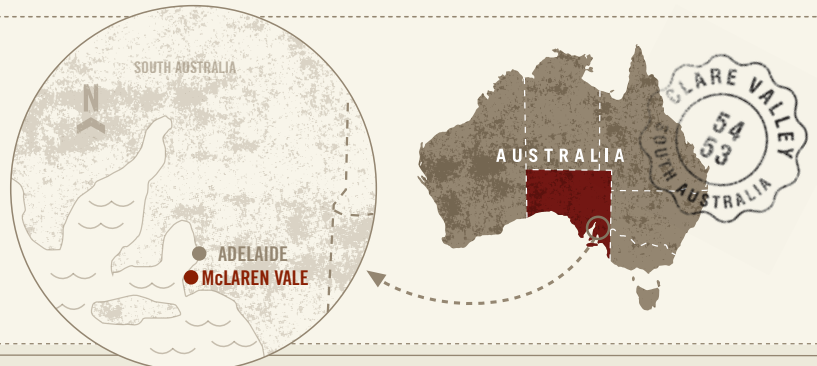 SOUTH AUSTRALIA
N
ADELAIDE
McLAREN VALE
AUSTRALIA
CLARE VALLEY
54
53
SOUTH AUSTRALIA